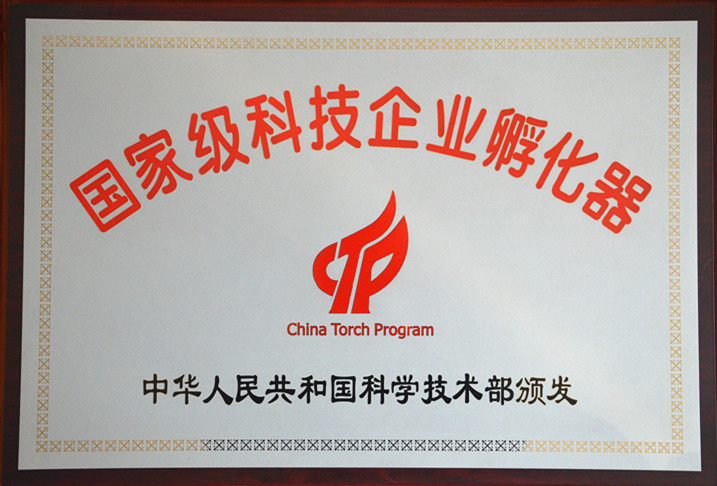 国家级科技企业孵化器
CTP
China Torch Program
中华人民共和国科学技术部颁发